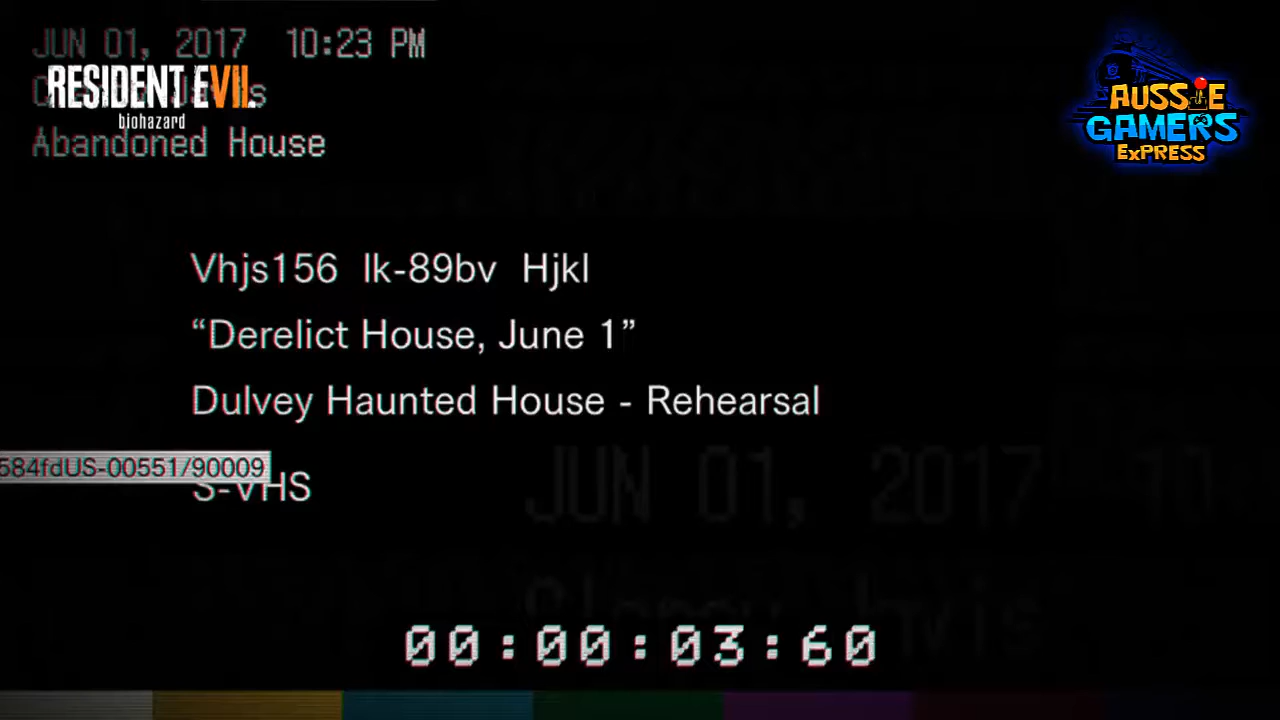 JUN 01, 2017 10:23 PM
RESIDENT EVII.
biohazard
Abandoned House
AUSSIE
GAMERS
ExPRESS
Vhjs156 lk-89bv Hjkl
“Derelict House, June 1”
Dulvey Haunted House - Rehearsal
584fdUS-00551/90009
S-VHS
JUN 01, 2017
00:00:03:60